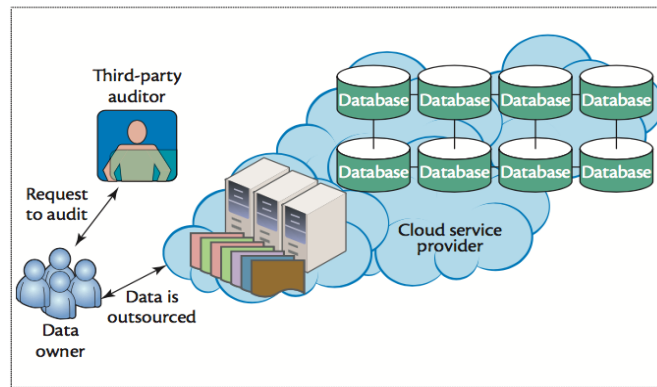 Third-party
auditor
Database Database Database Database
Database Database Database Database
Request
to audit
Cloud service
provider
Data is
outsourced
Data
owner